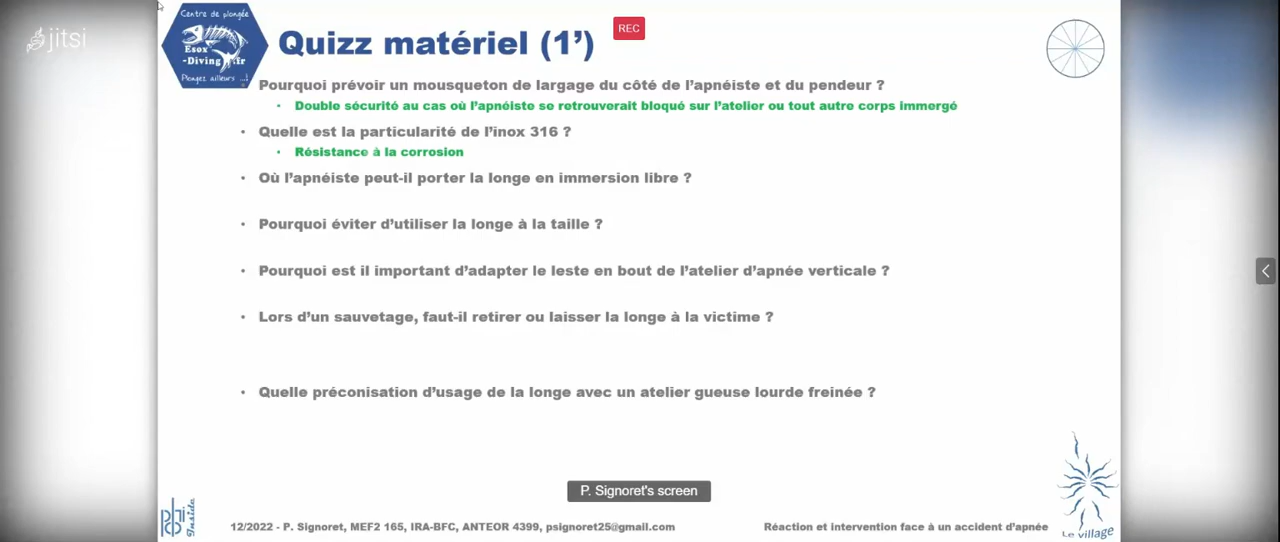 jitsi
Centre de plongée
Esox
-Diving.fr
Plongez ailleurs ...!
Quizz matériel (1’)
REC
• Pourquoi prévoir un mousqueton de largage du côté de l’apnéiste et du pendeur ?
• Double sécurité au cas où l’apnéiste se retrouverait bloqué sur l’atelier ou tout autre corps immergé
• Quelle est la particularité de l’inox 316 ?
• Résistance à la corrosion
• Où l’apnéiste peut-il porter la longe en immersion libre ?
• Pourquoi éviter d’utiliser la longe à la taille ?
• Pourquoi est il important d’adapter le leste en bout de l’atelier d’apnée verticale ?
• Lors d’un sauvetage, faut-il retirer ou laisser la longe à la victime ?
• Quelle préconisation d’usage de la longe avec un atelier gueuse lourde freinée ?
P. Signoret's screen
Inside
12/2022 - P. Signoret, MEF2 165, IRA-BFC, ANTEOR 4399, psignoret25@gmail.com
Réaction et intervention face à un accident d’apnée
Le village